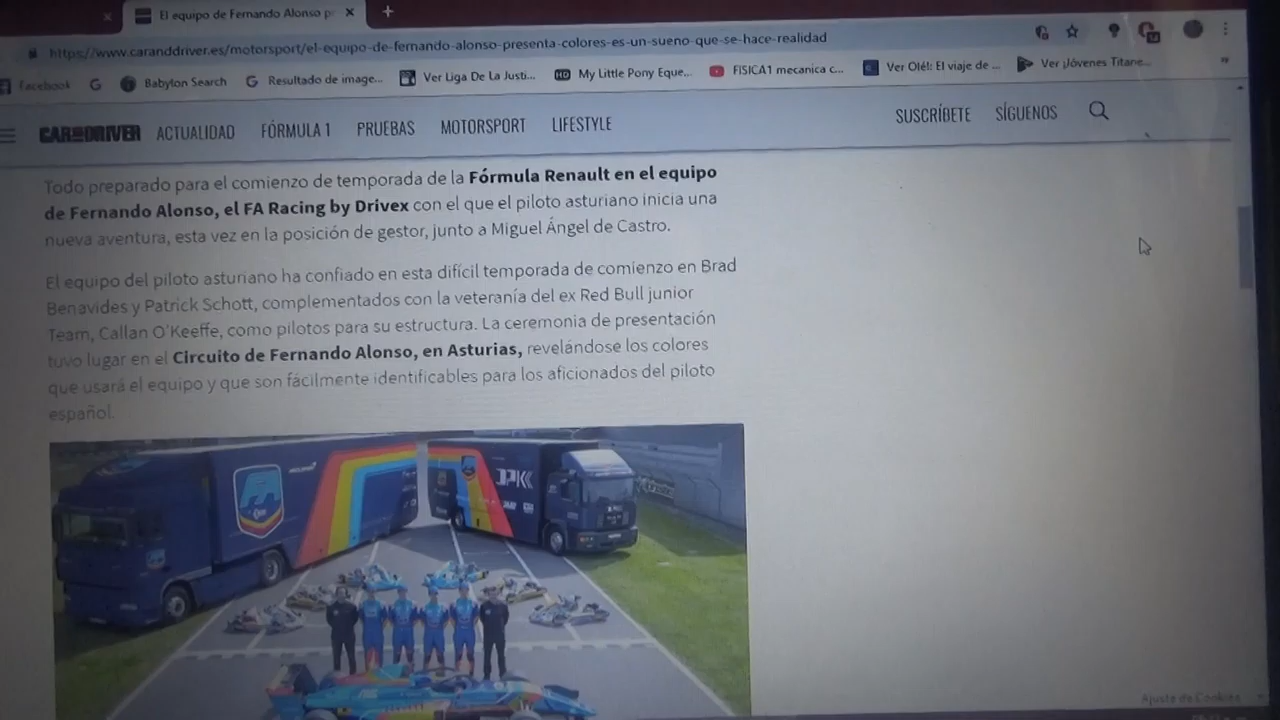 El equipo de Fernando Alonso p
https://www.caranddriver.es/motorsport/el-equipo-de-fernando-alonso-presenta-colores-es-un-sueno-que-se-hace-realidad
Facebook
Babylon Search
Resultado de image...
Ver Liga De La Justi...
My Little Pony Eque...
FISICA1 mecanica c...
Ver Olé!: El viaje de ...
Ver ¡Jóvenes Titane...
CAR AND DRIVER ACTUALIDAD FÓRMULA 1 PRUEBAS MOTORSPORT LIFESTYLE SUSCRÍBETE SÍGUENOS
Todo preparado para el comienzo de temporada de la Fórmula Renault en el equipo
de Fernando Alonso, el FA Racing by Drivex con el que el piloto asturiano inicia una
nueva aventura, esta vez en la posición de gestor, junto a Miguel Ángel de Castro.
El equipo del piloto asturiano ha confiado en esta difícil temporada de comienzo en Brad
Benavides y Patrick Schott, complementados con la veteranía del ex Red Bull junior
Team, Callan O'Keeffe, como pilotos para su estructura. La ceremonia de presentación
tuvo lugar en el Circuito de Fernando Alonso, en Asturias, revelándose los colores
que usará el equipo y que son fácilmente identificables para los aficionados del piloto
español.
FA
Ajuste de Cookies